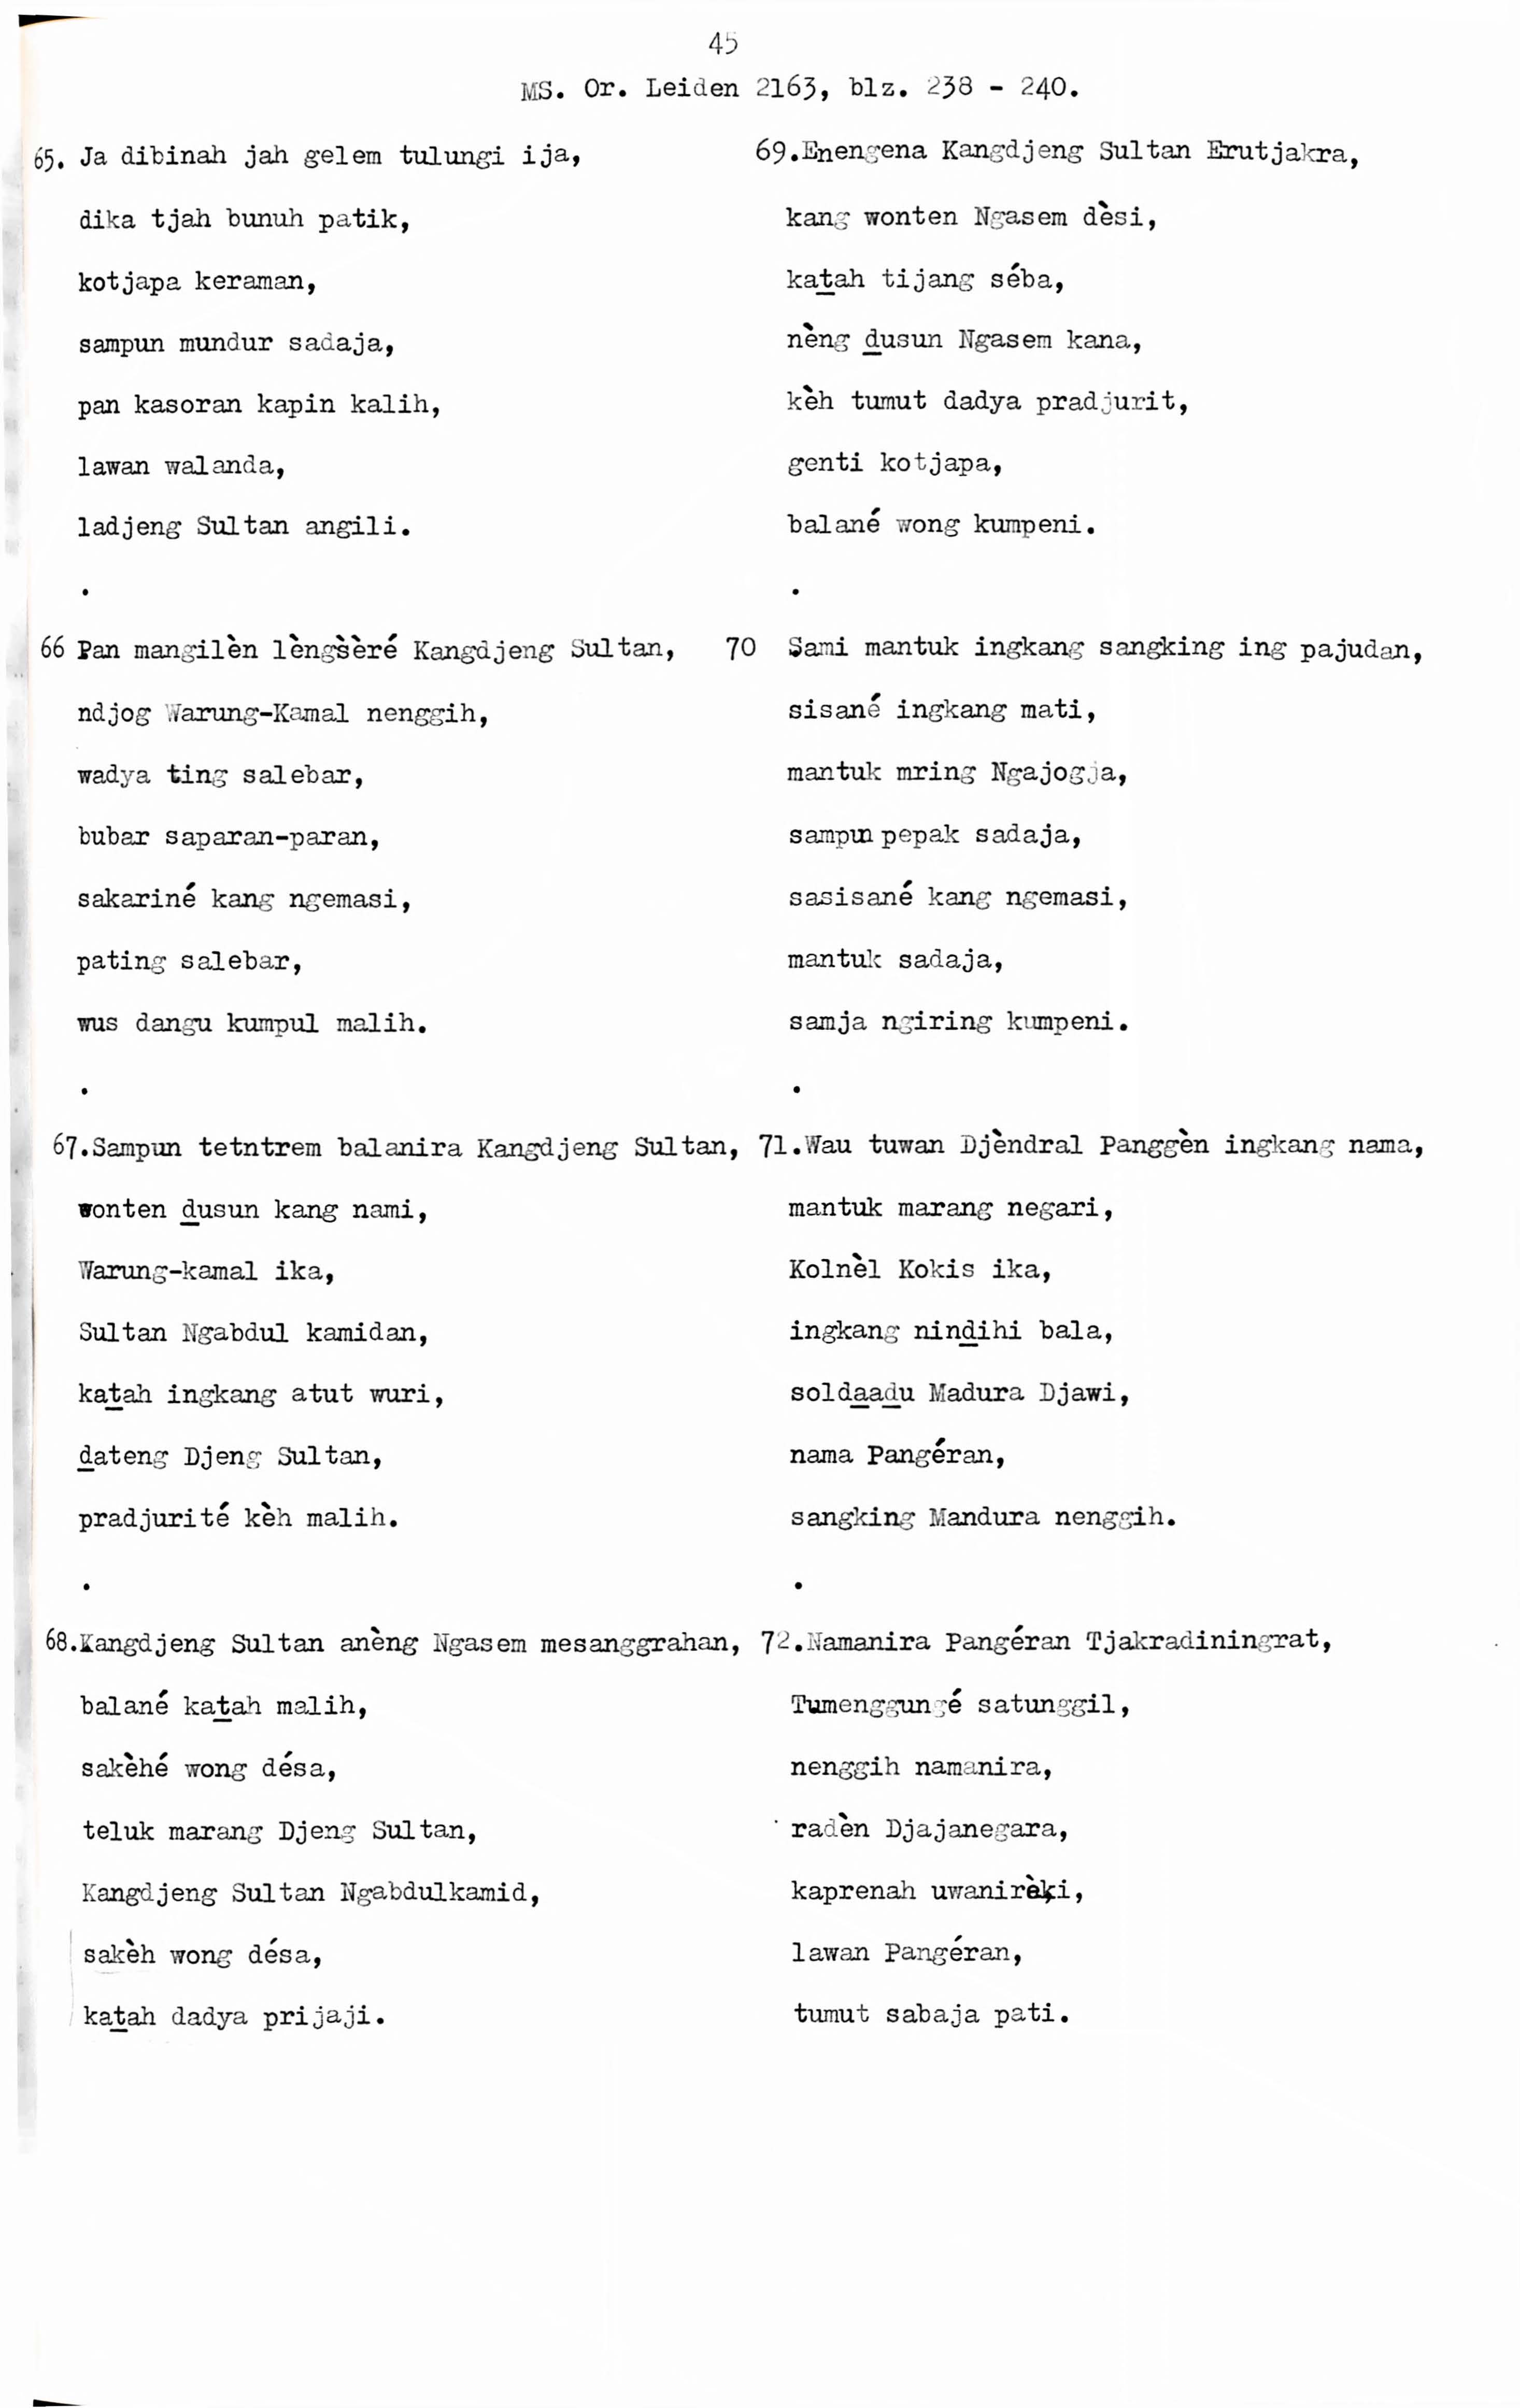 45
MS. Or. Leiden 2163, blz. 238 - 240.
65. Ja dibinah jah gelem tulungi ija,
dika tjah bunuh patik,
kotjapa keraman,
sampun mundur sadaja,
pan kasoran kapin kalih,
lawan walanda,
ladjeng Sultan angili.
.
66 Pan mangilèn lèngsèré Kangdjeng Sultan,
ndjog Warung-Kamal nenggih,
wadya ting salebar,
bubar saparan-paran,
sakariné kang ngemasi,
pating salebar,
wus dangu kumpul malih.
.
67.Sampun tetntrem balanira Kangdjeng Sultan,
wonten ḏusun kang nami,
Warung-kamal ika,
Sultan Ngabdul kamidan,
kaṯah ingkang atut wuri,
ḏateng Djeng Sultan,
pradjurité kèh malih.
.
68.Kangdjeng Sultan anèng Ngasem mesanggrahan,
balané kaṯah malih,
sakèhé wong désa,
teluk marang Djeng Sultan,
Kangdjeng Sultan Ngabdulkamid,
sakèh wong désa,
kaṯah dadya prijaji.
69.Enengena Kangdjeng Sultan Erutjakra,
kang wonten Ngasem dèsi,
kaṯah tijang séba,
nèng ḏusun Ngasem kana,
kèh tumut dadya pradjurit,
genti kotjapa,
balané wong kumpeni.
.
70 Sami mantuk ingkang sangking ing pajudan,
sisané ingkang mati,
mantuk mring Ngajogja,
sampun pepak sadaja,
sasisané kang ngemasi,
mantuk sadaja,
samja ngiring kumpeni.
.
71.Wau tuwan Djèndral Panggèn ingkang nama,
mantuk marang negari,
Kolnèl Kokis ika,
ingkang ninḏihi bala,
solda̱aḏu Madura Djawi,
nama Pangéran,
sangking Mandura nenggih.
.
72.Namanira Pangéran Tjakradiningrat,
Tumenggungé satunggil,
nenggih namanira,
radèn Djajanegara,
kaprenah uwanirèki,
lawan Pangéran,
tumut sabaja pati.